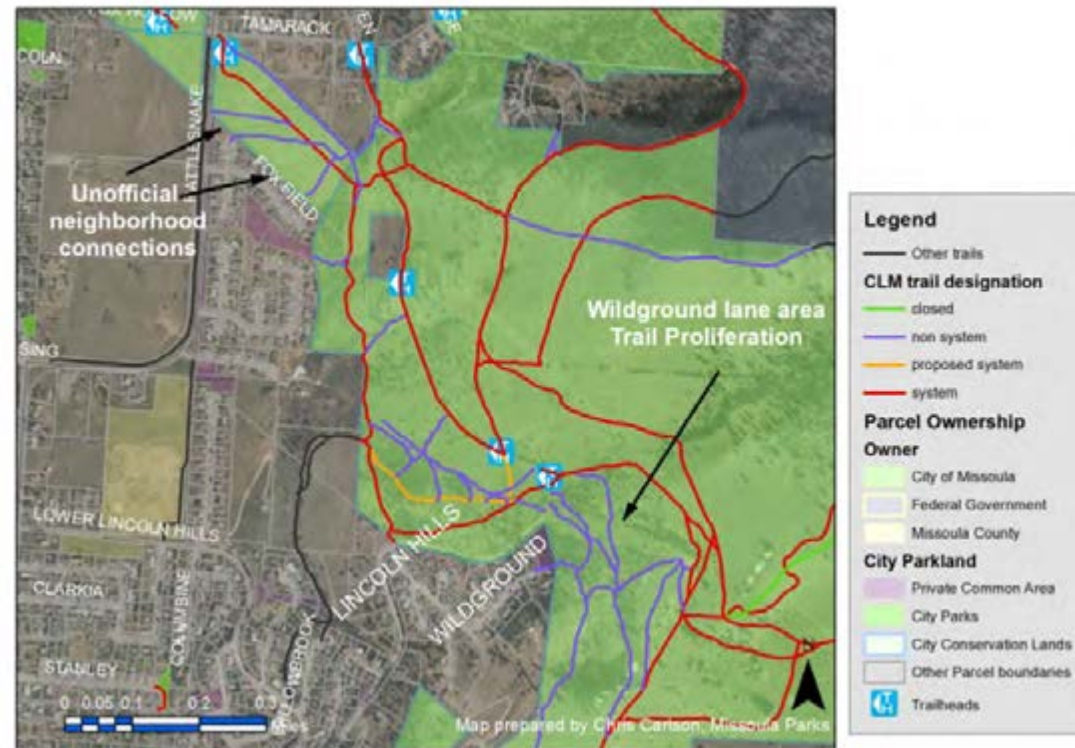 TAMARACK
COLN
Unofficial
neighborhood
connections
FOX FIELD
Wildground lane area
Trail Proliferation
SING
LOWER LINCOLN HILLS
LINCOLN HILLS
WILDGROUND
CLARKIA
COLUMBINE
STANLEY
0 0.05 0.1 0.2 0.3
Miles
Map prepared by Chris Carlson, Missoula Parks
N
Legend
Other trails
CLM trail designation
closed
non system
proposed system
system
Parcel Ownership
Owner
City of Missoula
Federal Government
Missoula County
City Parkland
Private Common Area
City Parks
City Conservation Lands
Other Parcel boundaries
Trailheads